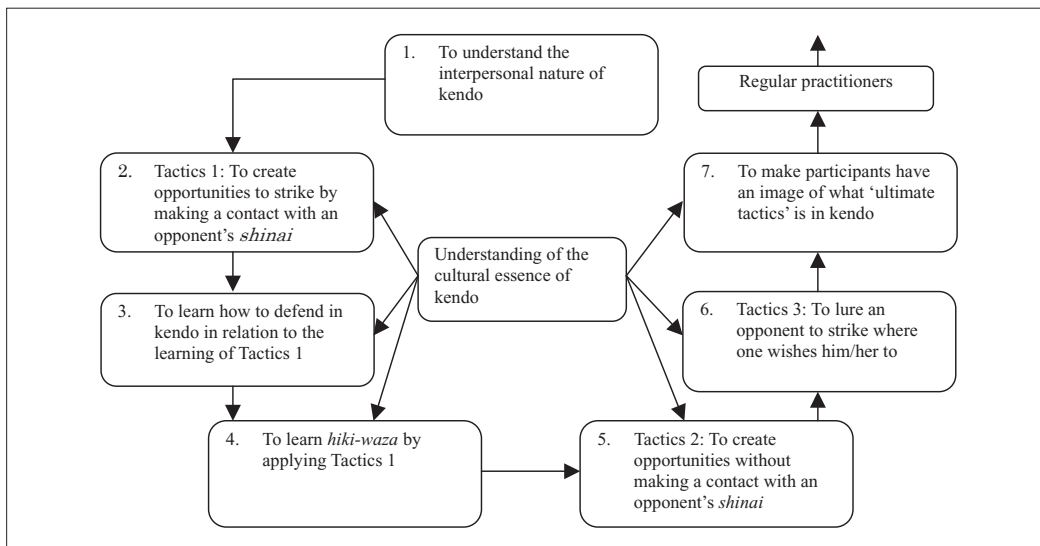 1. To understand the
interpersonal nature of
kendo
2. Tactics 1: To create
opportunities to strike by
making a contact with an
opponent's shinai
3. To learn how to defend in
kendo in relation to the
learning of Tactics 1
4. To learn hiki-waza by
applying Tactics 1
Understanding of the
cultural essence of
kendo
5. Tactics 2: To create
opportunities without
making a contact with an
opponent's shinai
6. Tactics 3: To lure an
opponent to strike where
one wishes him/her to
7. To make participants have
an image of what ‘ultimate
tactics’ is in kendo
Regular practitioners